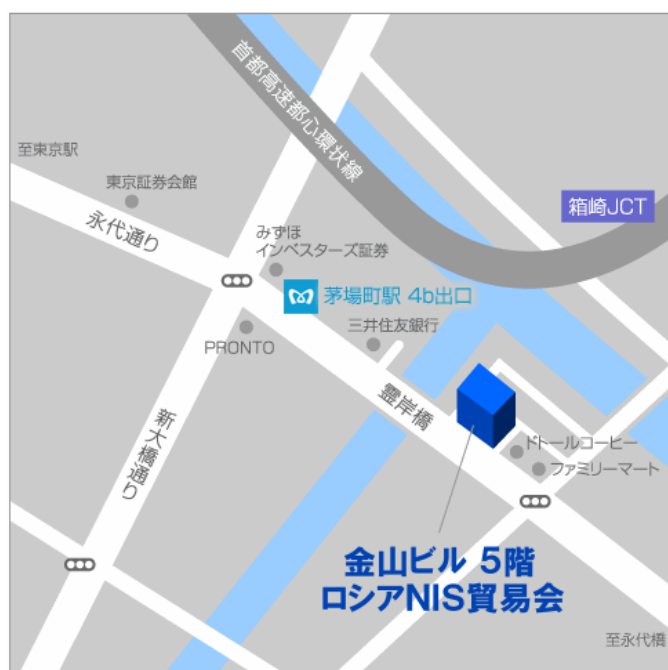 首都高速都心環状線
至東京駅
東京証券会館
箱崎JCT
永代通り
みずほ
インベスターズ証券
茅場町駅 4b出口
三井住友銀行
PRONTO
霊岸橋
新大橋通り
ドトールコーヒー
ファミリーマート
金山ビル 5階
ロシアNIS貿易会
至永代橋